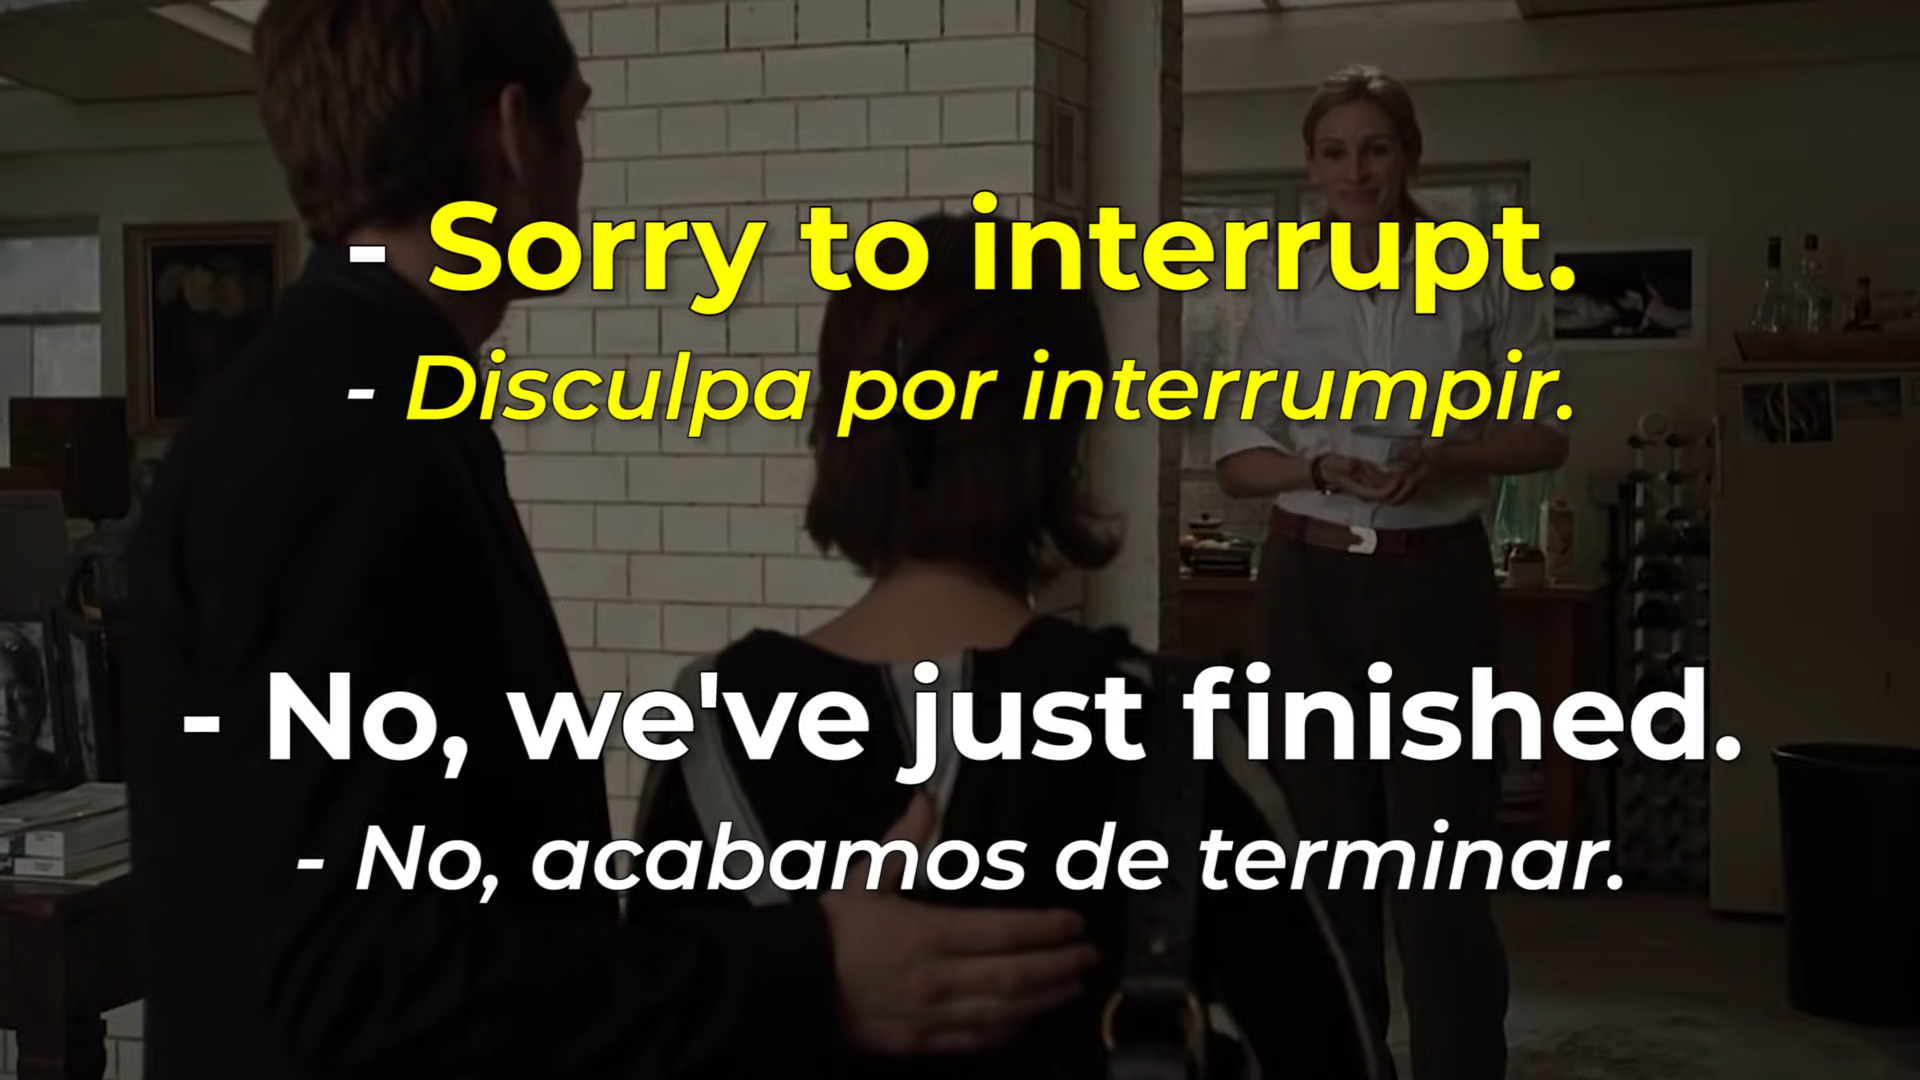 - Sorry to interrupt.
- Disculpa por interrumpir.
- No, we've just finished.
- No, acabamos de terminar.